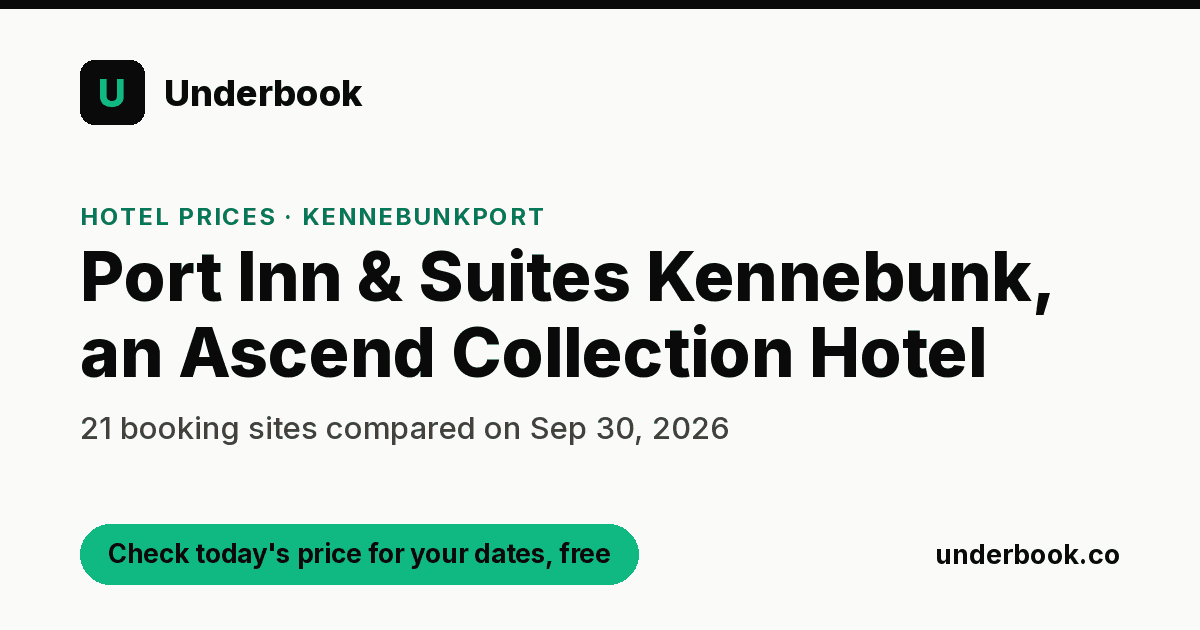 U Underbook
HOTEL PRICES · KENNEBUNKPORT
Port Inn & Suites Kennebunk,
an Ascend Collection Hotel
21 booking sites compared on Sep 30, 2026
Check today's price for your dates, free
underbook.co